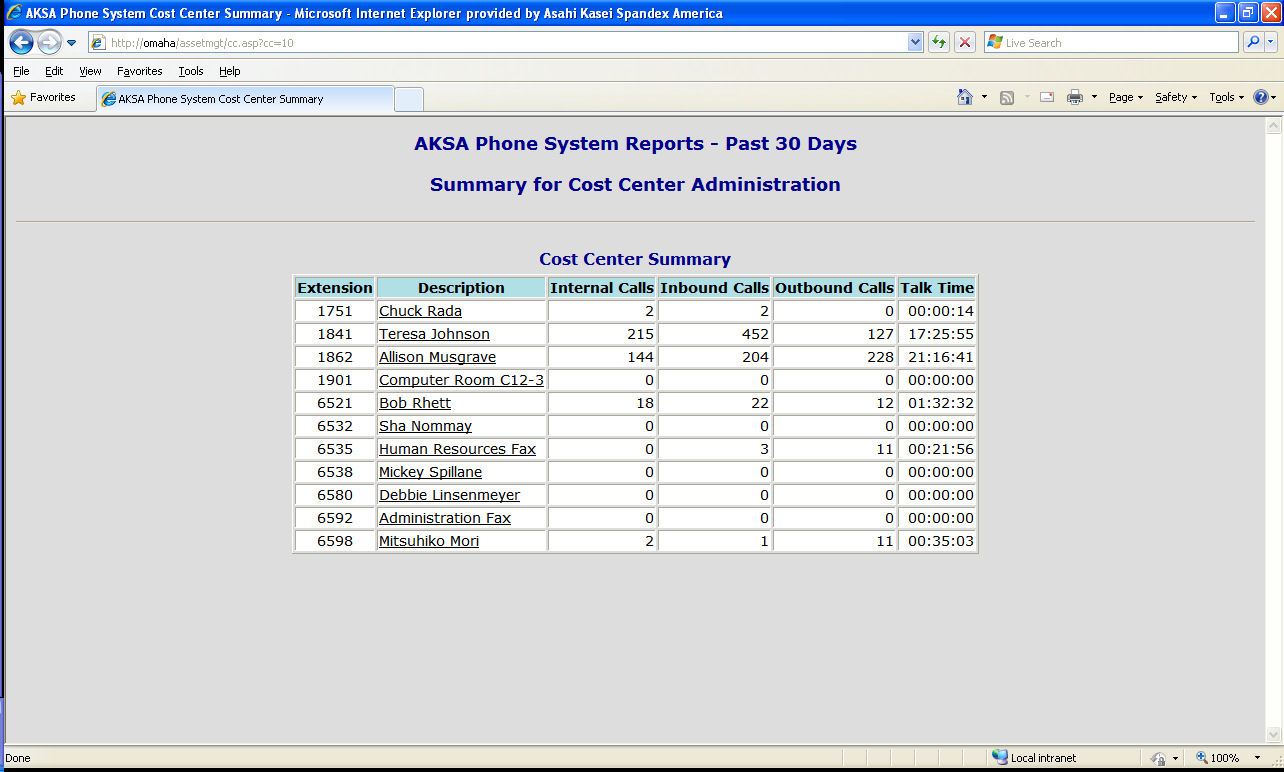 AKSA Phone System Cost Center Summary - Microsoft Internet Explorer provided by Asahi Kasei Spandex America
http://omaha/assetmgt/cc.asp?cc=10 Live Search
File Edit View Favorites Tools Help
Favorites AKSA Phone System Cost Center Summary Page Safety Tools
AKSA Phone System Reports - Past 30 Days
Summary for Cost Center Administration
Cost Center Summary
Extension Description Internal Calls Inbound Calls Outbound Calls Talk Time
1751 Chuck Rada 2 2 0 00:00:14
1841 Teresa Johnson 215 452 127 17:25:55
1862 Allison Musgrave 144 204 228 21:16:41
1901 Computer Room C12-3 0 0 0 00:00:00
6521 Bob Rhett 18 22 12 01:32:32
6532 Sha Nommay 0 0 0 00:00:00
6535 Human Resources Fax 0 3 11 00:21:56
6538 Mickey Spillane 0 0 0 00:00:00
6580 Debbie Linsenmeyer 0 0 0 00:00:00
6592 Administration Fax 0 0 0 00:00:00
6598 Mitsuhiko Mori 2 1 11 00:35:03
Done Local intranet 100%